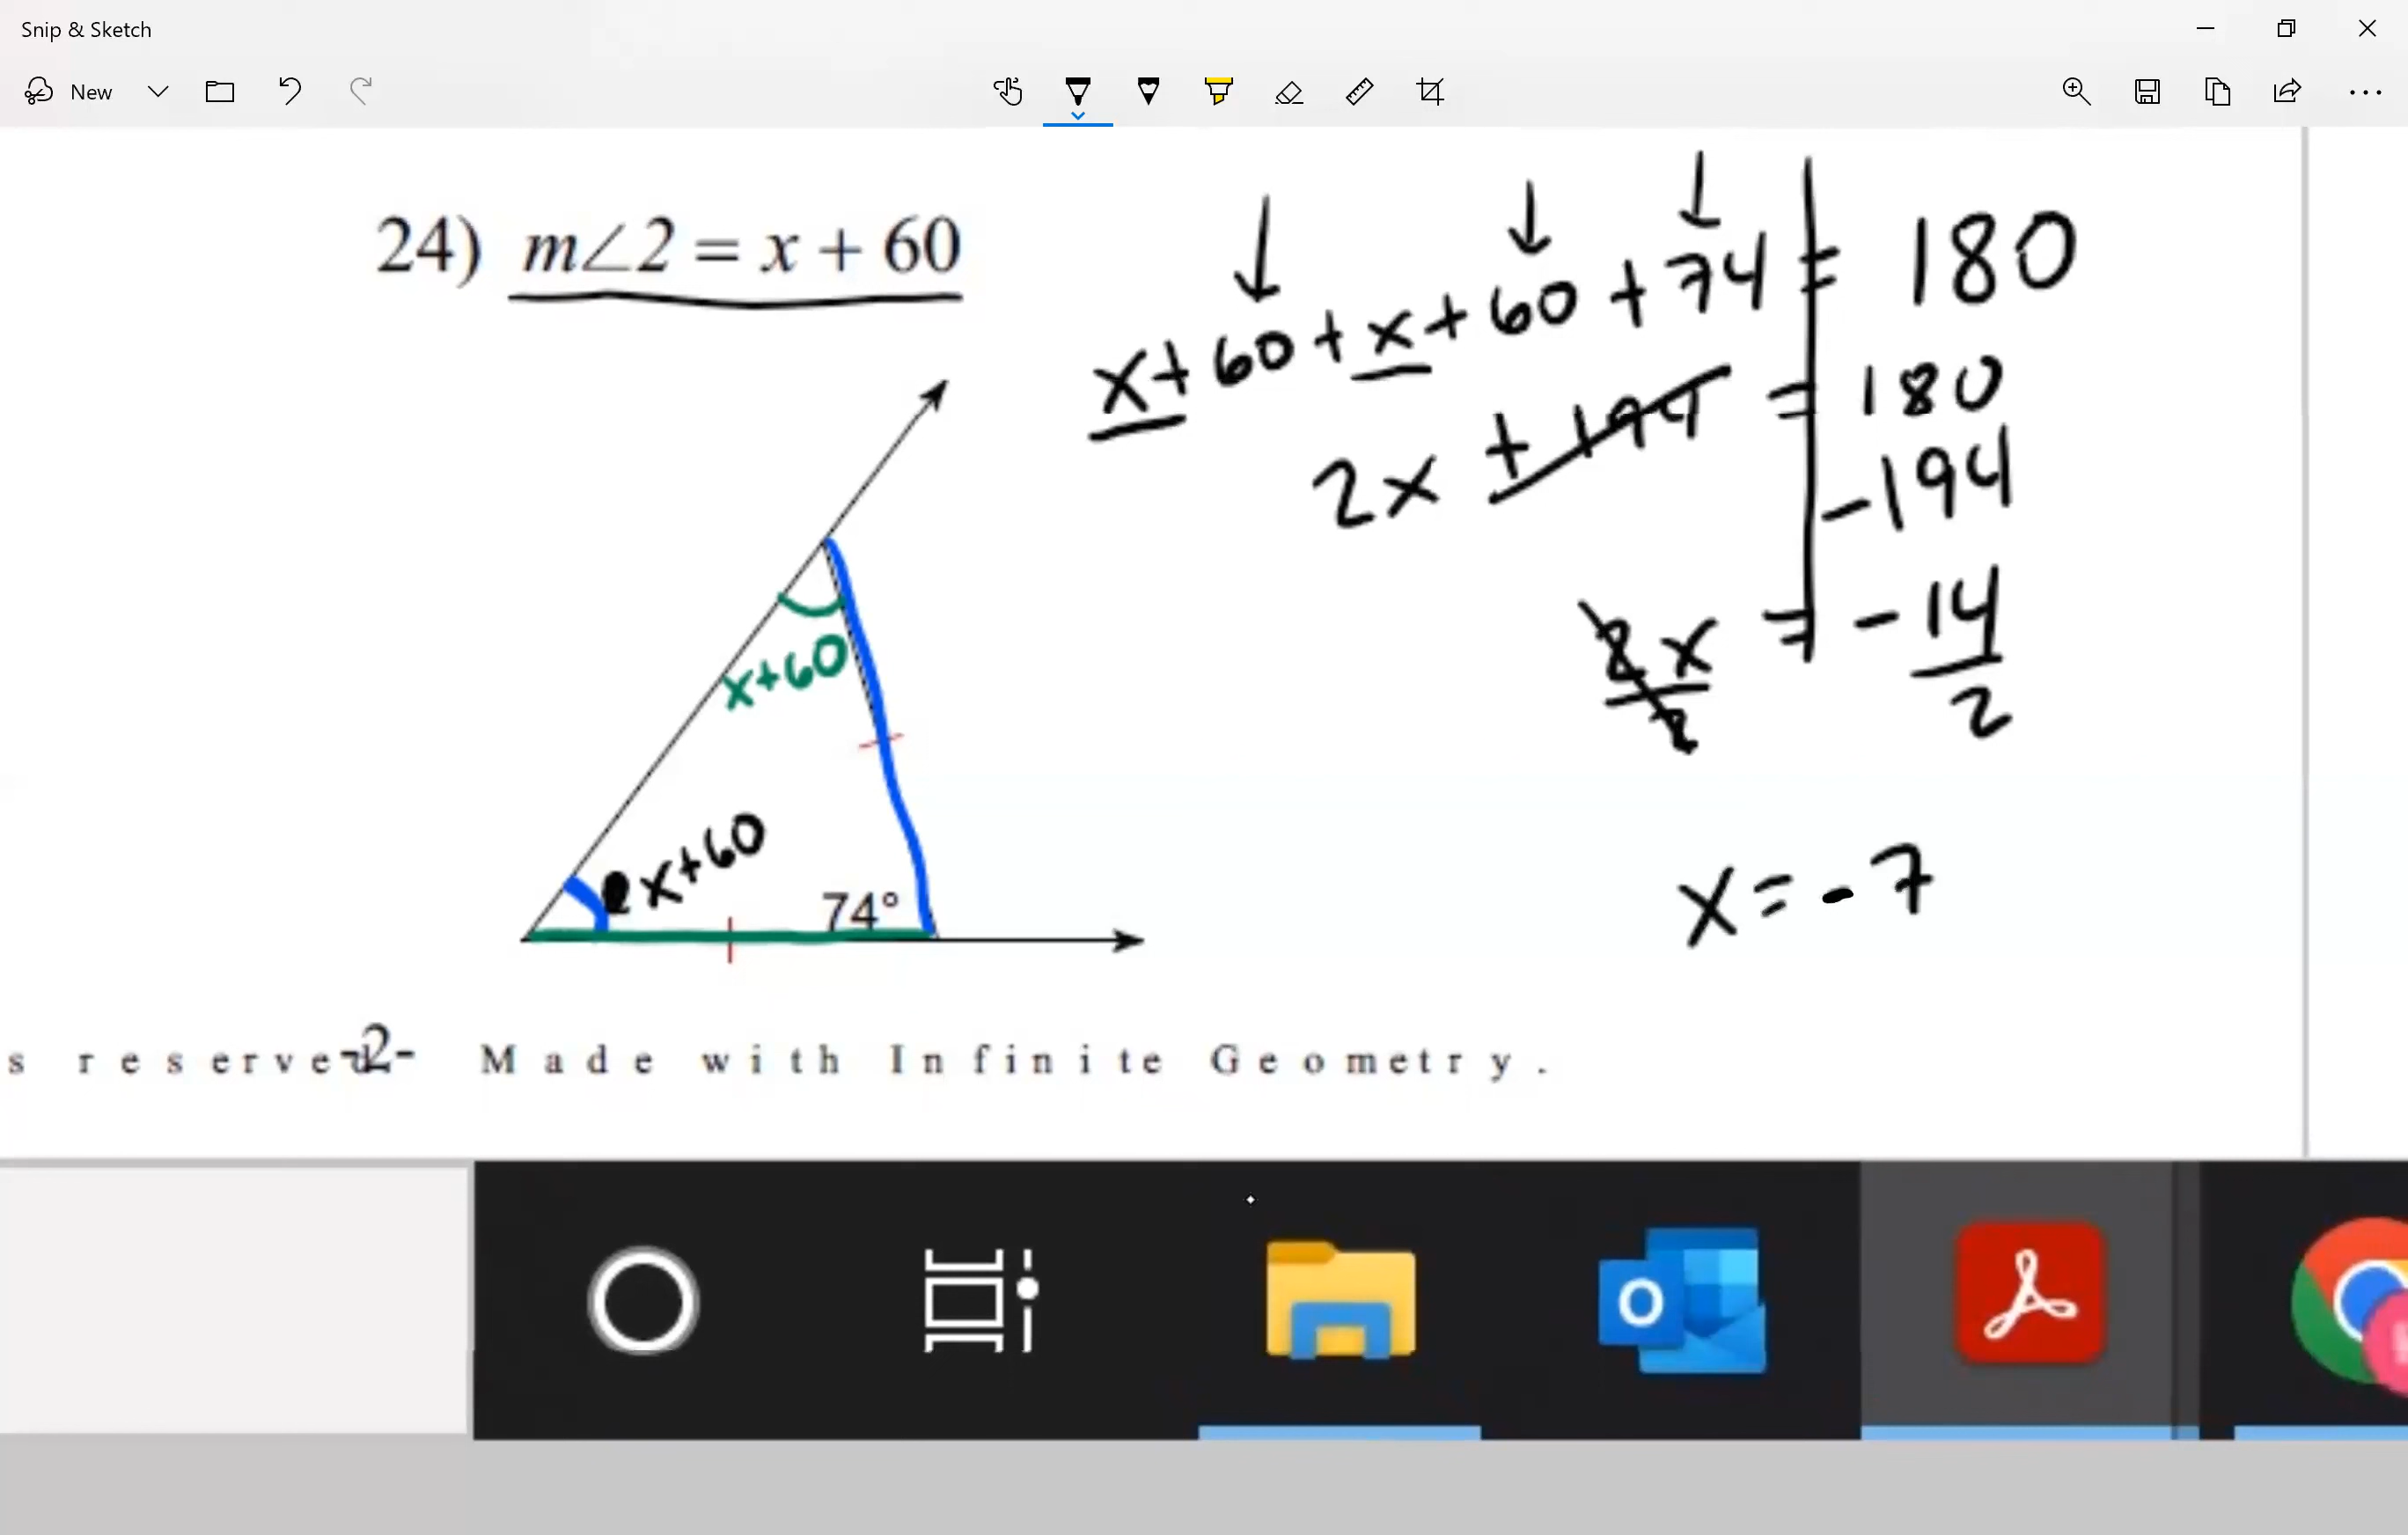 Snip & Sketch
New
24) m∠2 = x + 60
x + 60 + x + 60 + 74 = 180
2x + 194 = 180
-194
2x = -14
2 2
x = -7
x+60
2 x+60
74°
s reserved. -2- Made with Infinite Geometry.